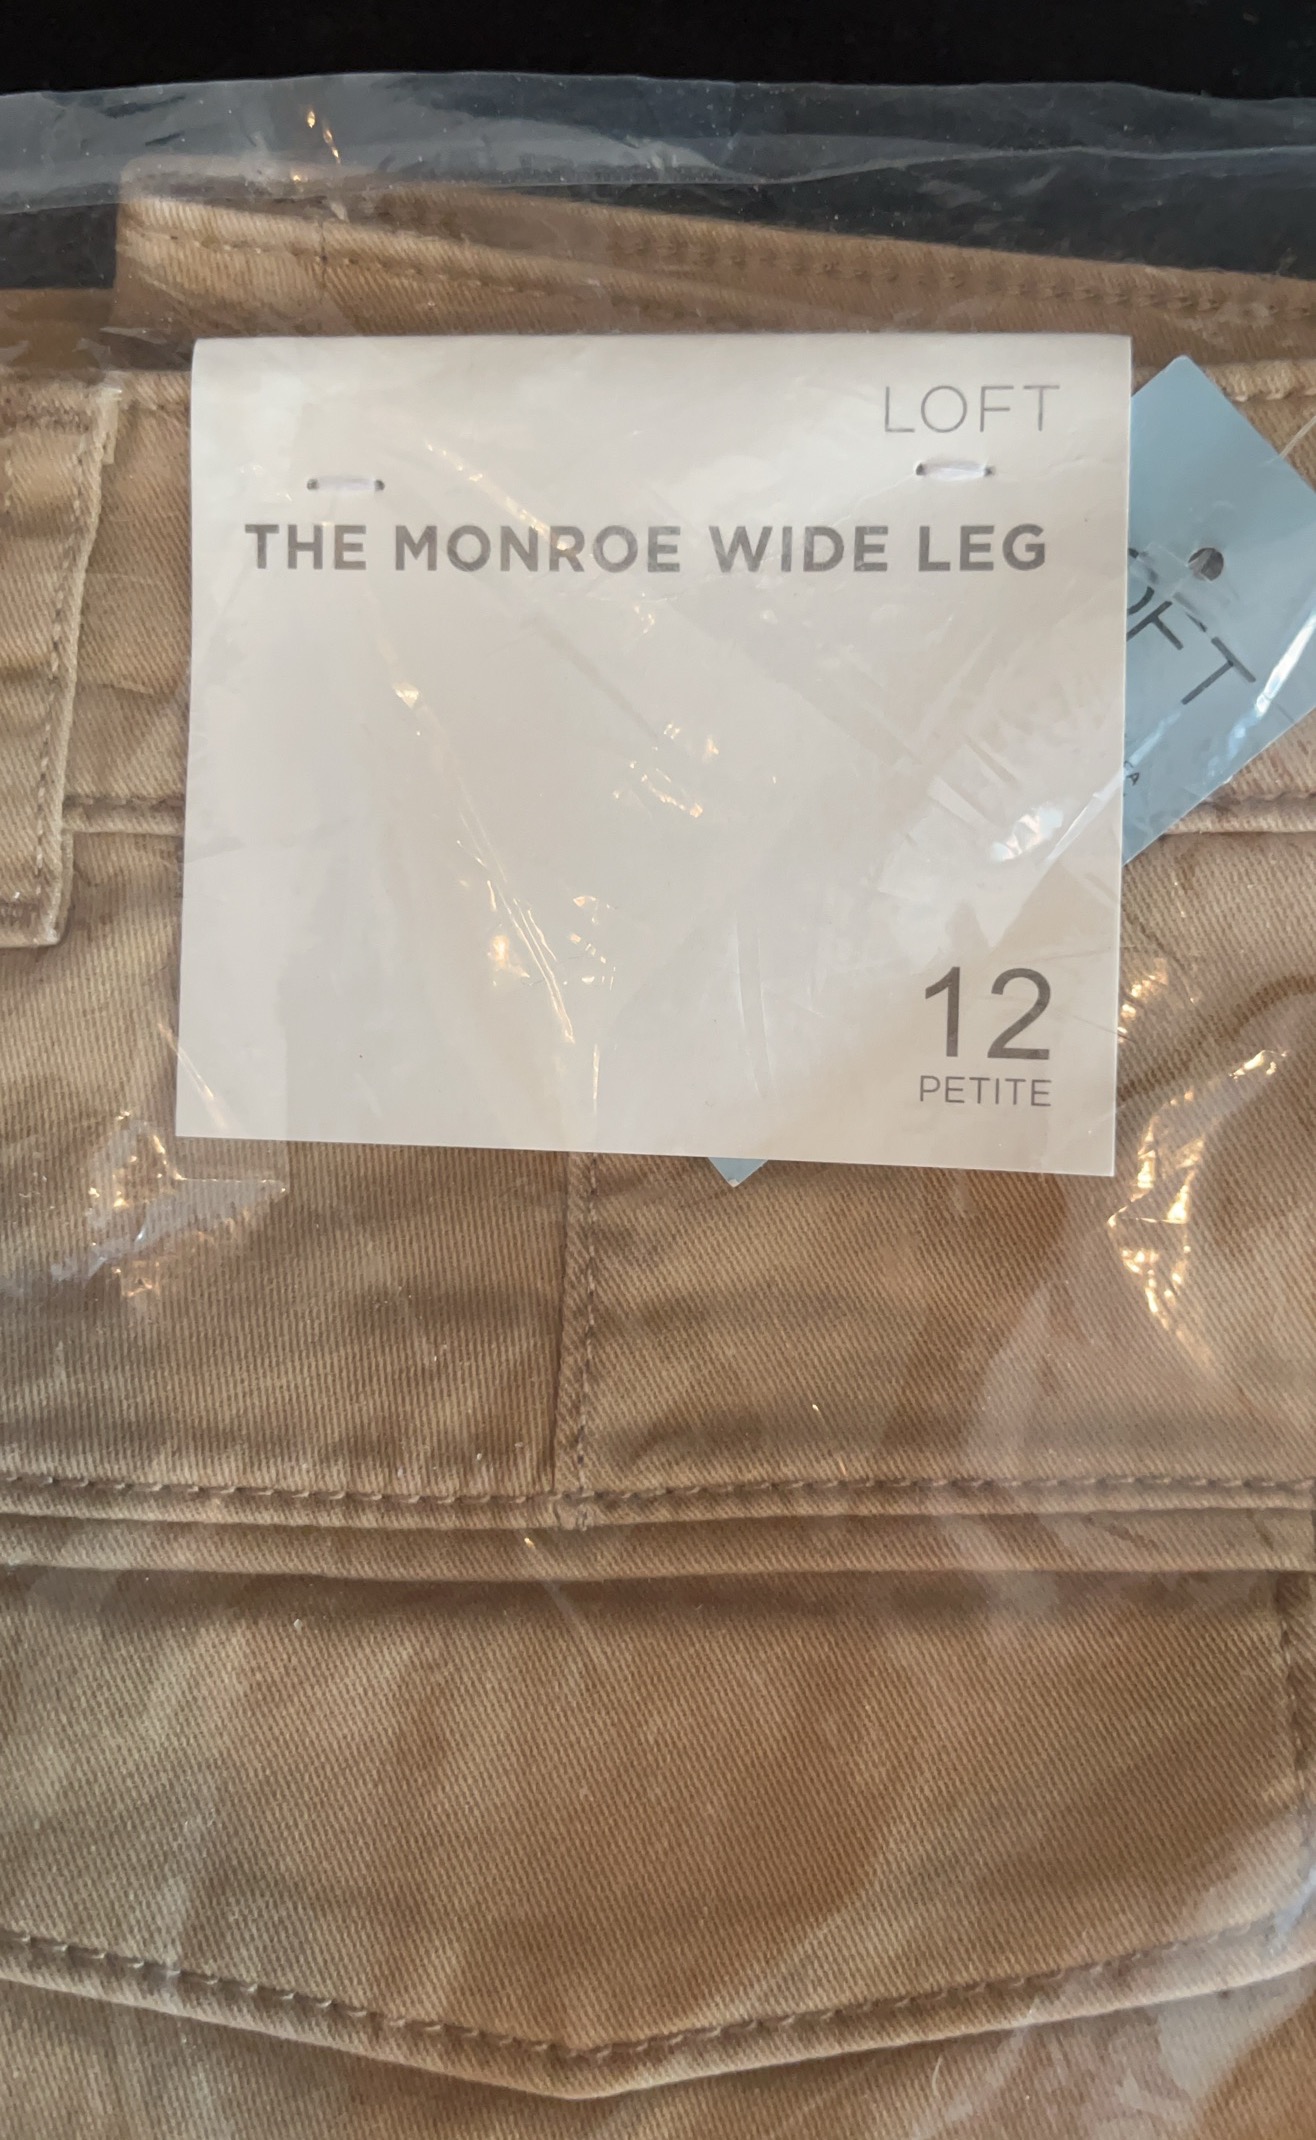 LOFT
THE MONROE WIDE LEG
12
PETITE